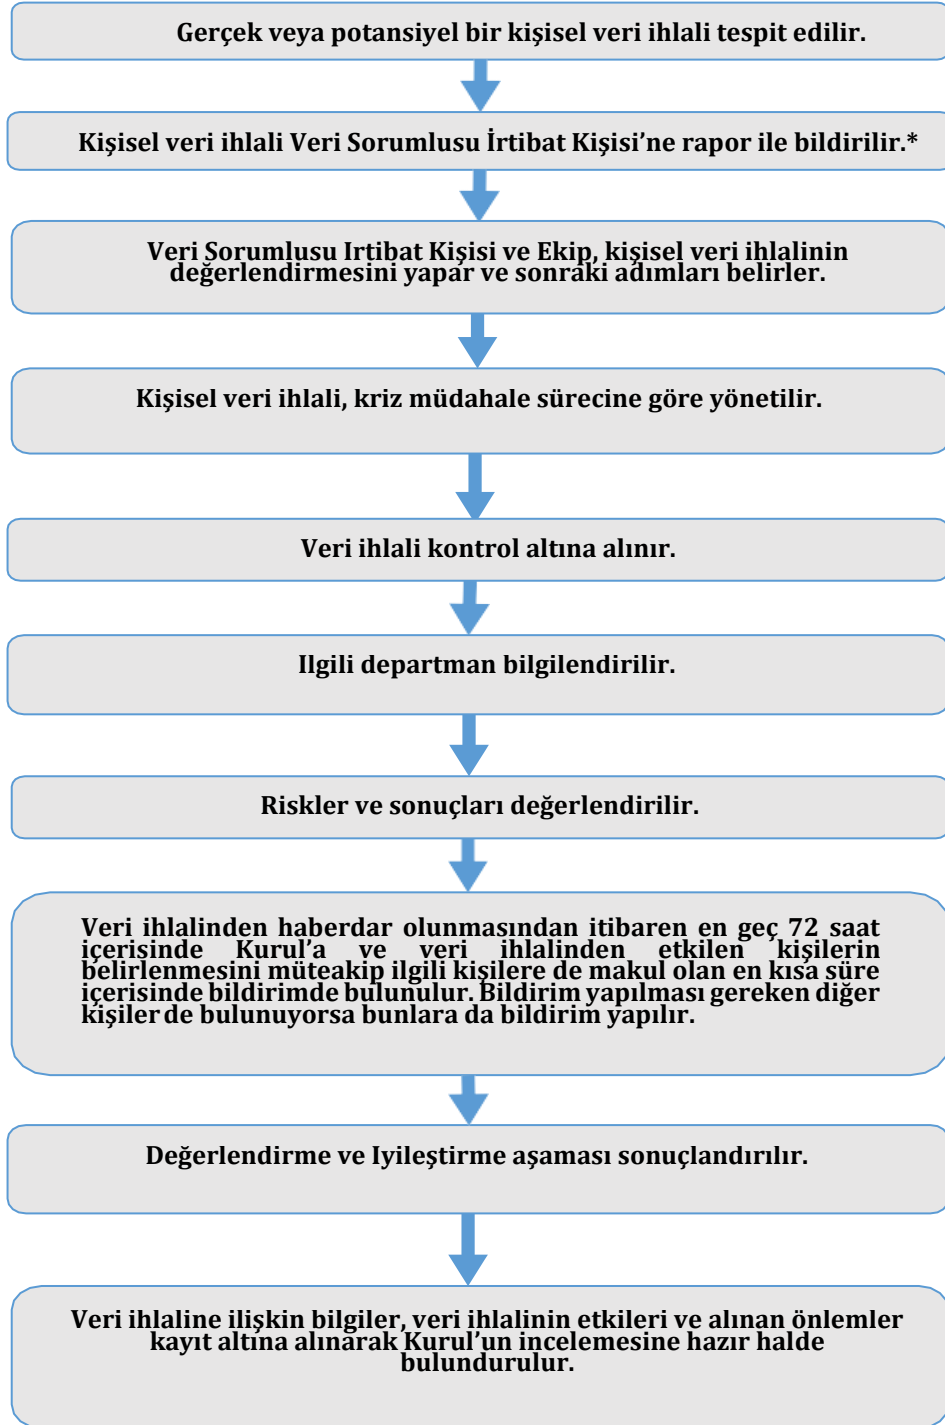 Gerçek veya potansiyel bir kişisel veri ihlali tespit edilir.
Kişisel veri ihlali Veri Sorumlusu İrtibat Kişisi’ne rapor ile bildirilir.*
Veri Sorumlusu Irtibat Kişisi ve Ekip, kişisel veri ihlalinin
değerlendirmesini yapar ve sonraki adımları belirler.
Kişisel veri ihlali, kriz müdahale sürecine göre yönetilir.
Veri ihlali kontrol altına alınır.
Ilgili departman bilgilendirilir.
Riskler ve sonuçları değerlendirilir.
Veri ihlalinden haberdar olunmasından itibaren en geç 72 saat
içerisinde Kurul’a ve veri ihlalinden etkilen kişilerin
belirlenmesini müteakip ilgili kişilere de makul olan en kısa süre
içerisinde bildirimde bulunulur. Bildirim yapılması gereken diğer
kişiler de bulunuyorsa bunlara da bildirim yapılır.
Değerlendirme ve Iyileştirme aşaması sonuçlandırılır.
Veri ihlaline ilişkin bilgiler, veri ihlalinin etkileri ve alınan önlemler
kayıt altına alınarak Kurul’un incelemesine hazır halde
bulundurulur.